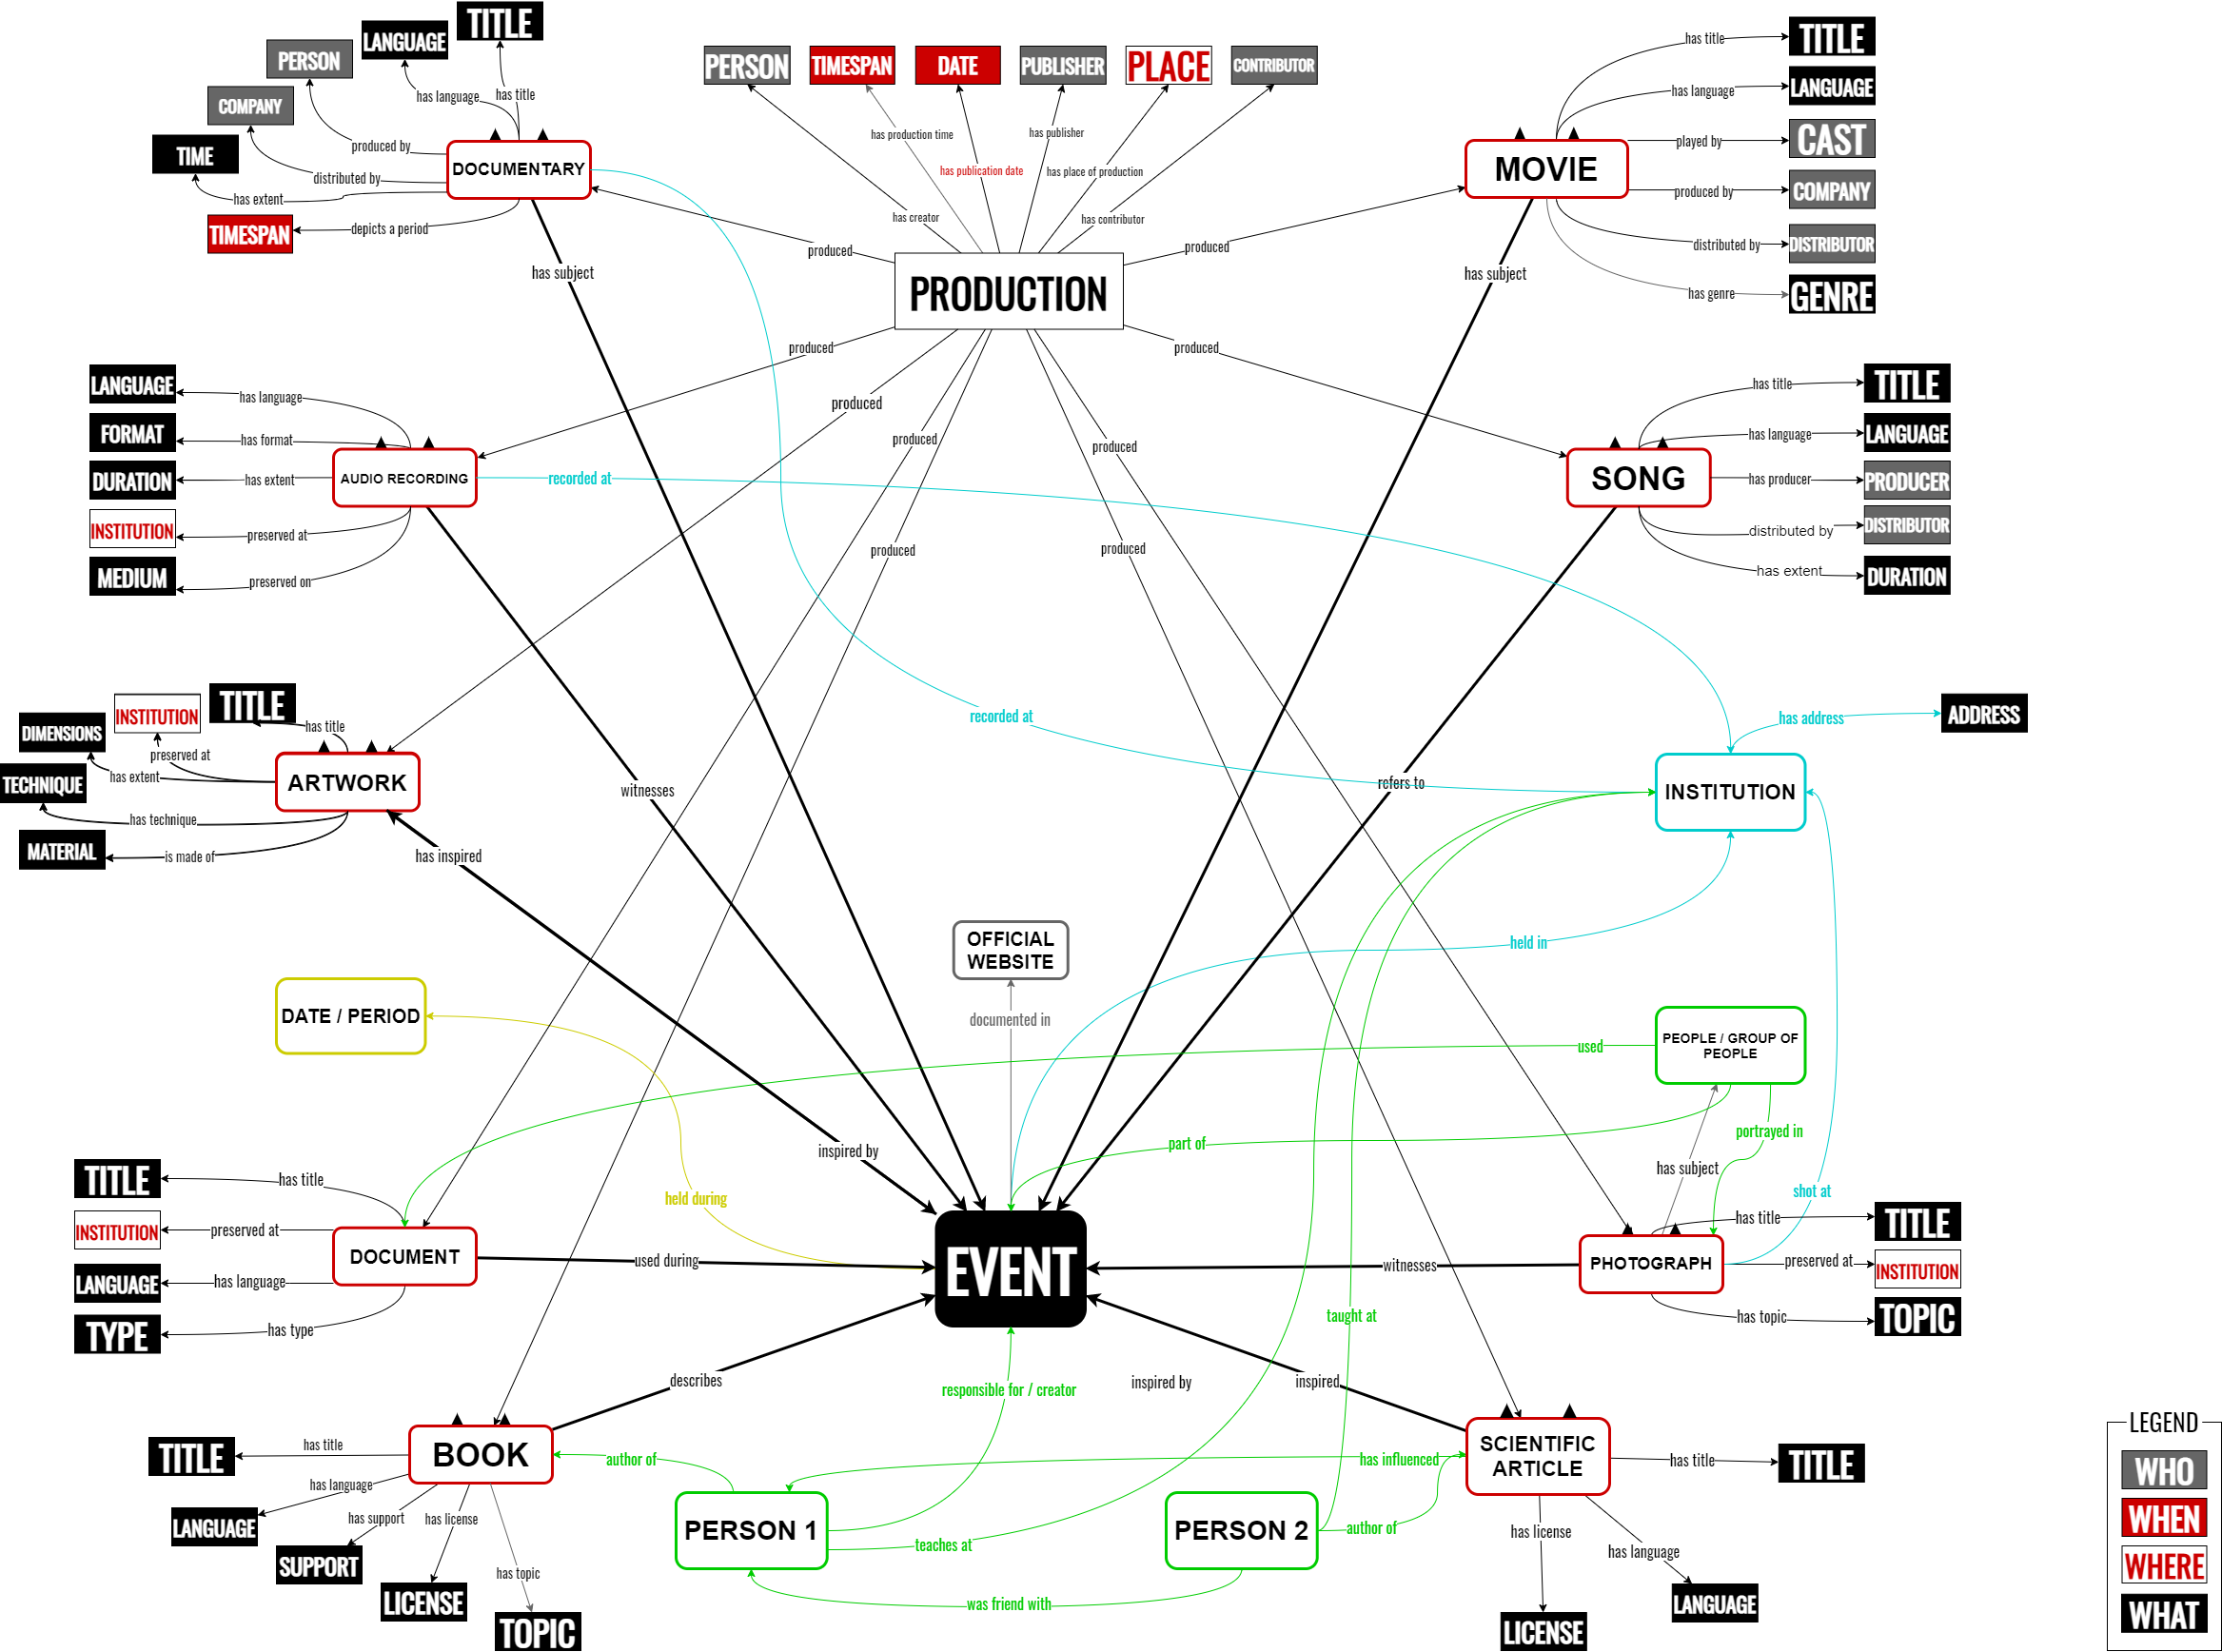 TITLE
LANGUAGE
PERSON
COMPANY
TIME
TIMESPAN
has title
has language
produced by
distributed by
has extent
depicts a period
DOCUMENTARY
has subject
PERSON
TIMESPAN
DATE
PUBLISHER
PLACE
CONTRIBUTOR
has production time
has publisher
has publication date
has place of production
has creator
has contributor
produced
produced
PRODUCTION
TITLE
LANGUAGE
CAST
COMPANY
DISTRIBUTOR
GENRE
has title
has language
played by
produced by
distributed by
has genre
MOVIE
has subject
produced
produced
produced
produced
produced
produced
produced
LANGUAGE
FORMAT
DURATION
INSTITUTION
MEDIUM
has language
has format
has extent
preserved at
preserved on
AUDIO RECORDING
recorded at
has title
has language
has producer
distributed by
has extent
SONG
TITLE
LANGUAGE
PRODUCER
DISTRIBUTOR
DURATION
TITLE
INSTITUTION
DIMENSIONS
TECHNIQUE
MATERIAL
has title
preserved at
has extent
has technique
is made of
ARTWORK
has inspired
witnesses
recorded at
refers to
has address
ADDRESS
INSTITUTION
OFFICIAL
WEBSITE
documented in
held in
DATE / PERIOD
held during
used
PEOPLE / GROUP OF
PEOPLE
part of
portrayed in
has subject
shot at
inspired by
TITLE
INSTITUTION
LANGUAGE
TYPE
has title
preserved at
has language
has type
DOCUMENT
used during
EVENT
witnesses
PHOTOGRAPH
has title
preserved at
has topic
TITLE
INSTITUTION
TOPIC
taught at
describes
responsible for / creator
inspired by
inspired
BOOK
has title
has language
has support
has license
has topic
TITLE
LANGUAGE
SUPPORT
LICENSE
TOPIC
author of
has influenced
PERSON 1
PERSON 2
teaches at
author of
was friend with
SCIENTIFIC
ARTICLE
has title
has license
has language
TITLE
LANGUAGE
LICENSE
LEGEND
WHO
WHEN
WHERE
WHAT